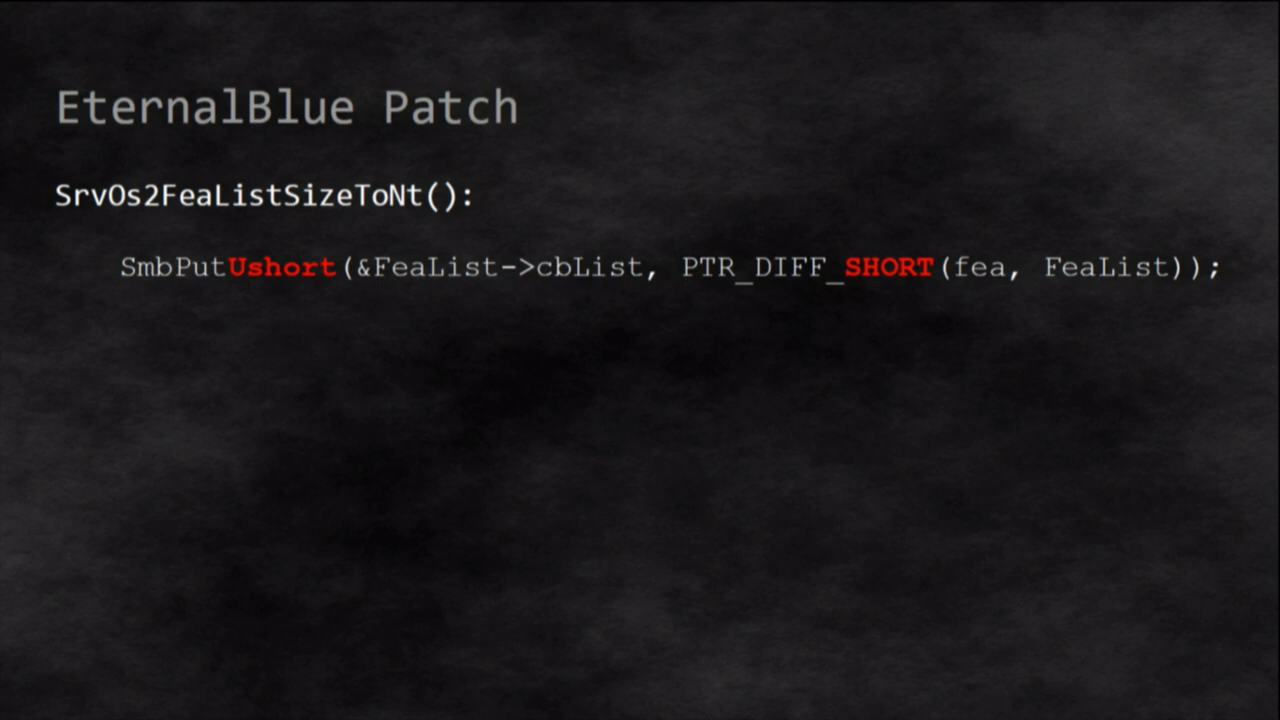 EternalBlue Patch
SrvOs2FeaListSizeToNt():
SmbPutUshort(&FeaList->cbList, PTR_DIFF_SHORT(fea, FeaList));